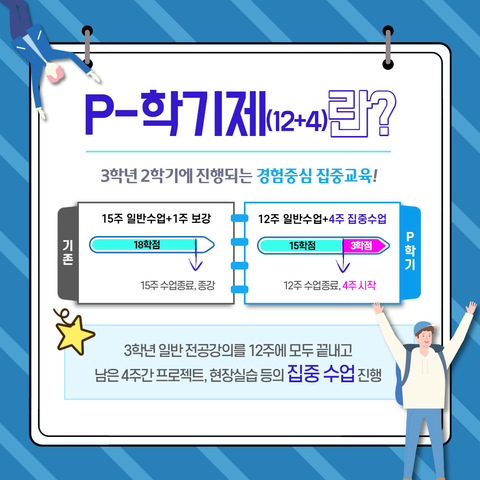 P-학기제(12+4)란?
3학년 2학기에 진행되는 경험중심 집중교육!
기존
15주 일반수업+1주 보강
18학점
15주 수업종료, 종강
12주 일반수업+4주 집중수업
15학점 3학점
12주 수업종료, 4주 시작
P학기
3학년 일반 전공강의를 12주에 모두 끝내고
남은 4주간 프로젝트, 현장실습 등의 집중 수업 진행